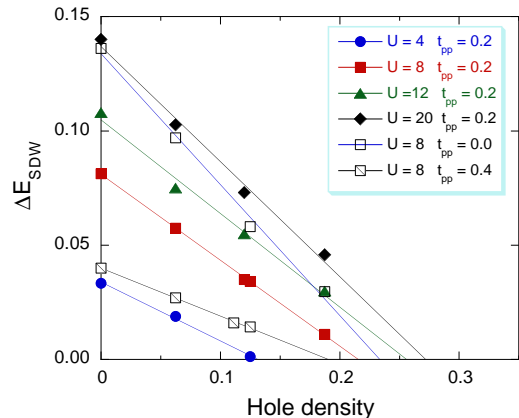 0.15
0.10
0.05
0.00
ΔE_SDW
U = 4 t_pp = 0.2
U = 8 t_pp = 0.2
U =12 t_pp = 0.2
U = 20 t_pp = 0.2
U = 8 t_pp = 0.0
U = 8 t_pp = 0.4
0 0.1 0.2 0.3
Hole density